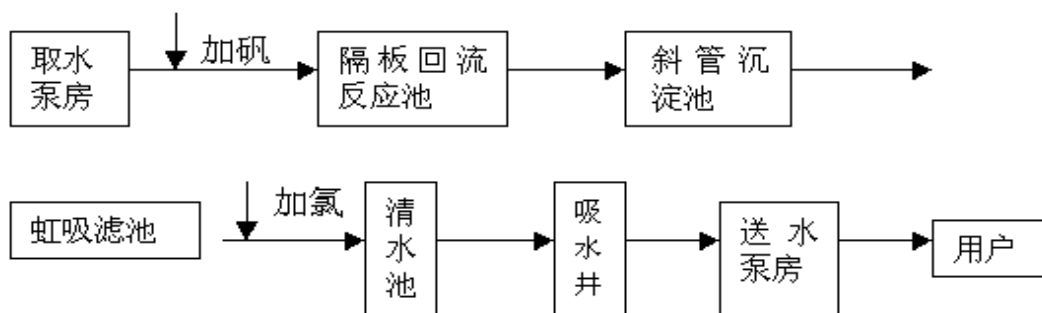 取水
泵房
加矾
隔板回流
反应池
斜管沉
淀池
虹吸滤池
加氯
清
水
池
吸
水
井
送水
泵房
用户